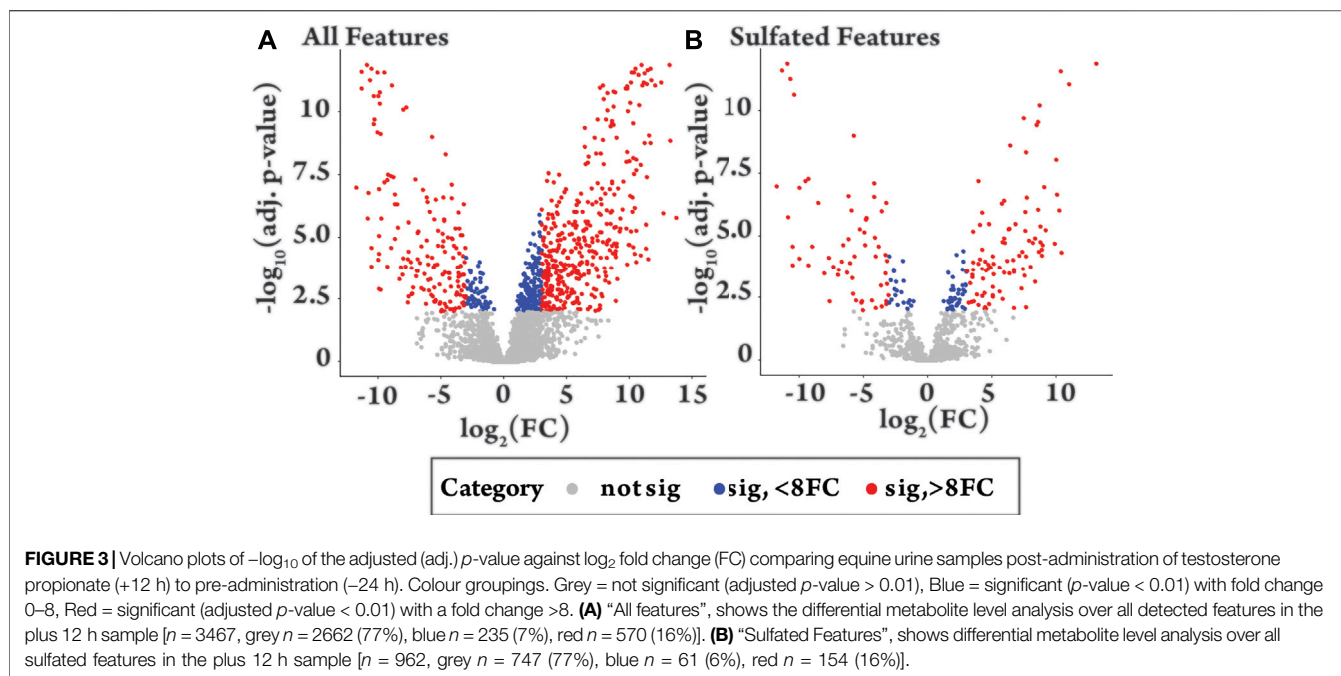 A All Features
-log10(adj. p-value)
10
7.5
5.0
2.5
0
-10 -5 0 5 10 15
log2(FC)
B Sulfated Features
-log10(adj. p-value)
10
7.5
5.0
2.5
0
-10 -5 0 5 10
log2(FC)
Category not sig sig, <8FC sig,>8FC
FIGURE 3 | Volcano plots of −log10 of the adjusted (adj.) p-value against log2 fold change (FC) comparing equine urine samples post-administration of testosterone
propionate (+12 h) to pre-administration (−24 h). Colour groupings. Grey = not significant (adjusted p-value > 0.01), Blue = significant (p-value < 0.01) with fold change
0–8, Red = significant (adjusted p-value < 0.01) with a fold change >8. (A) “All features”, shows the differential metabolite level analysis over all detected features in the
plus 12 h sample [n = 3467, grey n = 2662 (77%), blue n = 235 (7%), red n = 570 (16%)]. (B) “Sulfated Features”, shows differential metabolite level analysis over all
sulfated features in the plus 12 h sample [n = 962, grey n = 747 (77%), blue n = 61 (6%), red n = 154 (16%)].